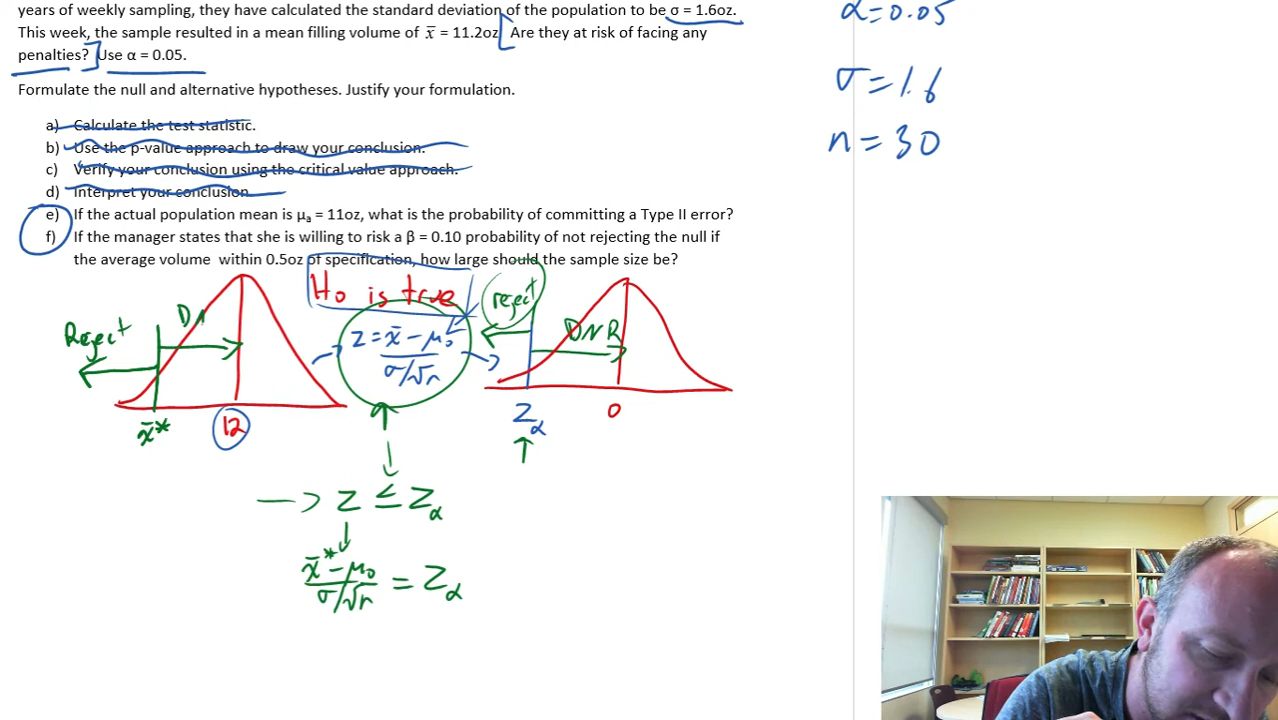 years of weekly sampling, they have calculated the standard deviation of the population to be σ = 1.6oz.
This week, the sample resulted in a mean filling volume of x̄ = 11.2oz. Are they at risk of facing any
penalties? Use α = 0.05.
Formulate the null and alternative hypotheses. Justify your formulation.
a) Calculate the test statistic.
b) Use the p-value approach to draw your conclusion.
c) Verify your conclusion using the critical value approach.
d) Interpret your conclusion
e) If the actual population mean is μa = 11oz, what is the probability of committing a Type II error?
f) If the manager states that she is willing to risk a β = 0.10 probability of not rejecting the null if
the average volume within 0.5oz of specification, how large should the sample size be?
α=0.05
σ=1.6
n=30
Ho is true
Reject
z = x̄ - μo
σ/√n
reject
DNR
x̄*
12
Zα
0
-> Z ≤ Zα
x̄* - μo
σ/√n
= Zα